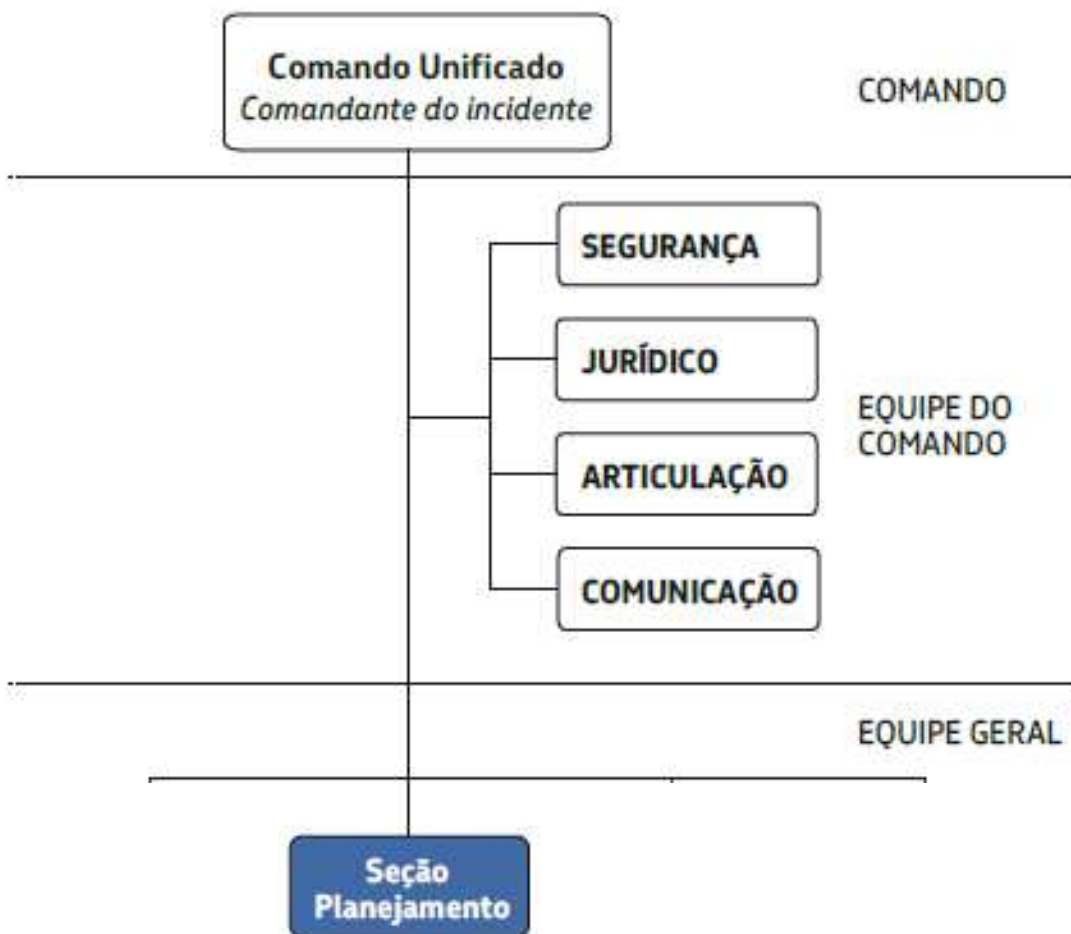 Comando Unificado
Comandante do incidente
COMANDO
SEGURANÇA
JURÍDICO
EQUIPE DO
COMANDO
ARTICULAÇÃO
COMUNICAÇÃO
EQUIPE GERAL
Seção
Planejamento